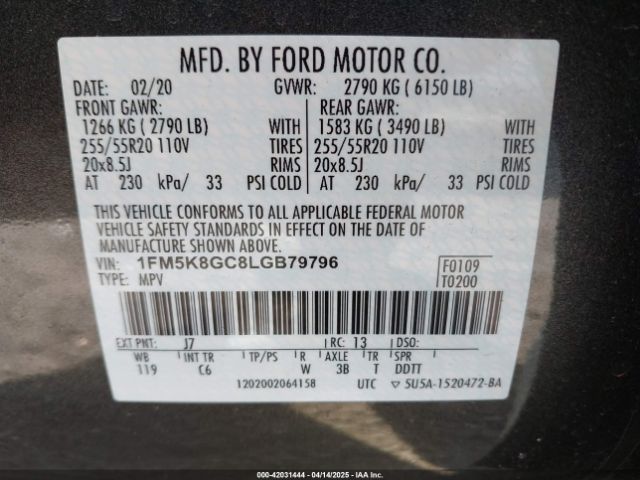 MFD. BY FORD MOTOR CO.
DATE: 02/20 GVWR: 2790 KG ( 6150 LB)
FRONT GAWR: REAR GAWR:
1266 KG ( 2790 LB) WITH 1583 KG ( 3490 LB) WITH
255/55R20 110V TIRES 255/55R20 110V TIRES
20x8.5J RIMS 20x8.5J RIMS
AT 230 kPa/ 33 PSI COLD AT 230 kPa/ 33 PSI COLD
THIS VEHICLE CONFORMS TO ALL APPLICABLE FEDERAL MOTOR
VEHICLE SAFETY STANDARDS IN EFFECT ON THE DATE OF
MANUFACTURE SHOWN ABOVE.
VIN: 1FM5K8GC8LGB79796 F0109
TYPE: MPV T0200
EXT PNT: J7 RC: 13 DSO:
WB INT TR TP/PS R AXLE TR SPR
119 C6 W 3B T DDTT
1202002064158 UTC ▽ 5U5A-1520472-BA
000-42031444 - 04/14/2025 - IAA Inc.